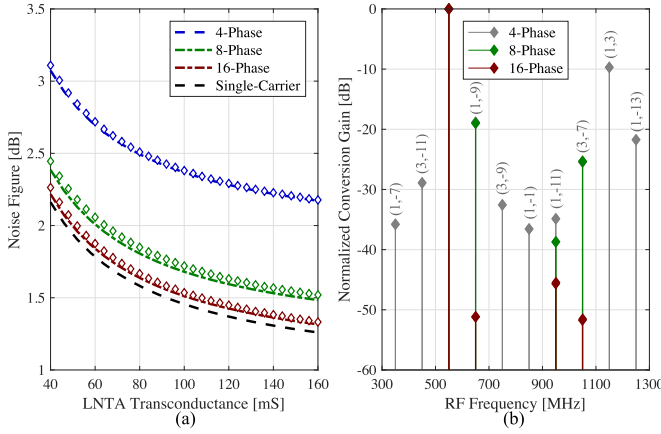 3.5
3
2.5
2
1.5
1
40
60
80
100
120
140
160
Noise Figure [dB]
LNTA Transconductance [mS]
4-Phase
8-Phase
16-Phase
Single-Carrier
(a)
0
-10
-20
-30
-40
-50
-60
300
500
700
900
1100
1300
Normalized Conversion Gain [dB]
RF Frequency [MHz]
4-Phase
8-Phase
16-Phase
(1,-7)
(3,-11)
(1,-9)
(3,-9)
(1,-1)
(1,-11)
(3,-7)
(1,3)
(1,-13)
(b)